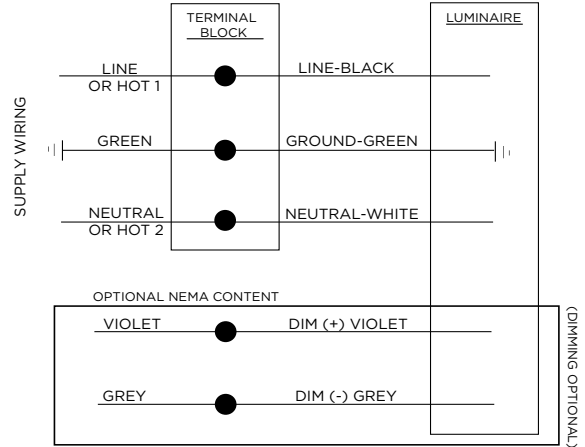 TERMINAL
BLOCK
LUMINAIRE
SUPPLY WIRING
LINE
OR HOT 1
LINE-BLACK
GREEN
GROUND-GREEN
NEUTRAL
OR HOT 2
NEUTRAL-WHITE
OPTIONAL NEMA CONTENT
VIOLET
DIM (+) VIOLET
GREY
DIM (-) GREY
(DIMMING OPTIONAL)